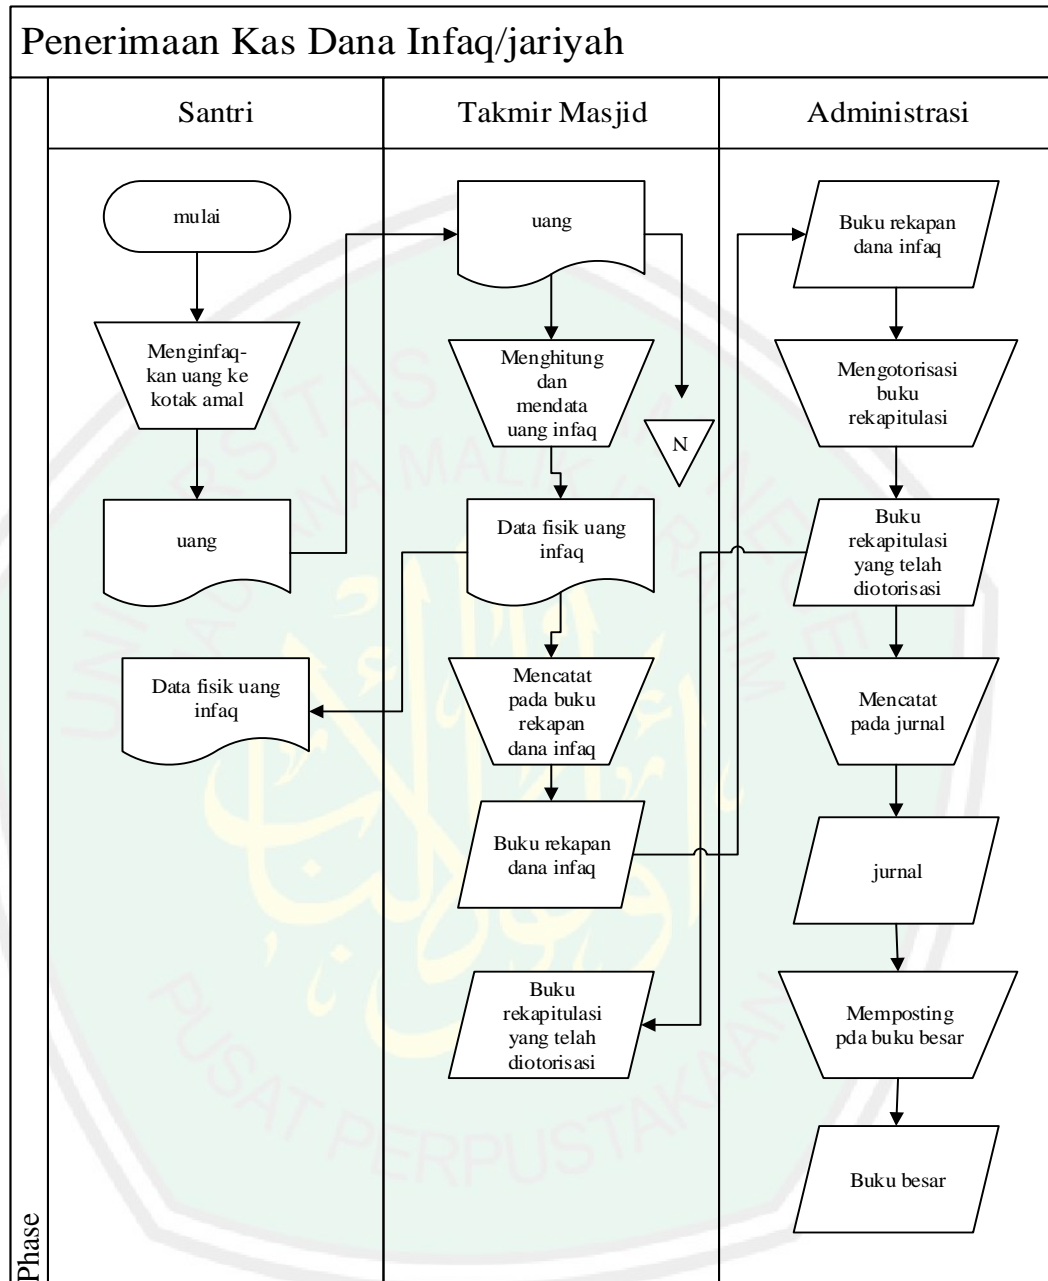 Penerimaan Kas Dana Infaq/jariyah
Phase
Santri
mulai
Menginfaq-
kan uang ke
kotak amal
uang
Data fisik uang
infaq
Takmir Masjid
uang
Menghitung
dan
mendata
uang infaq
N
Data fisik uang
infaq
Mencatat
pada buku
rekapan
dana infaq
Buku rekapan
dana infaq
Buku
rekapitulasi
yang telah
diotorisasi
Administrasi
Buku rekapan
dana infaq
Mengotorisasi
buku
rekapitulasi
Buku
rekapitulasi
yang telah
diotorisasi
Mencatat
pada jurnal
jurnal
Memposting
pda buku besar
Buku besar
PUSAT PERPUSTAKAAN